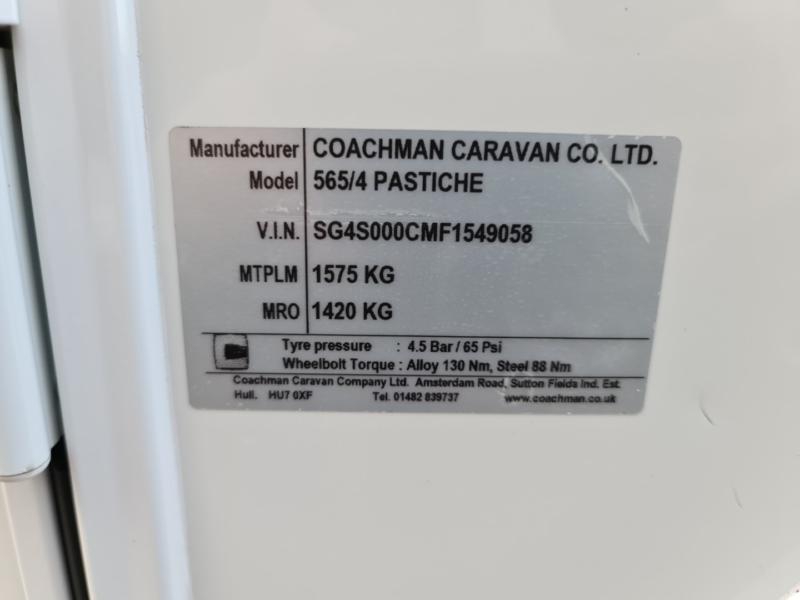 Manufacturer COACHMAN CARAVAN CO. LTD.
Model 565/4 PASTICHE
V.I.N. SG4S000CMF1549058
MTPLM 1575 KG
MRO 1420 KG
Tyre pressure : 4.5 Bar / 65 Psi
Wheelbolt Torque : Alloy 130 Nm, Steel 88 Nm
Coachman Caravan Company Ltd. Amsterdam Road, Sutton Fields Ind. Est.
Hull. HU7 0XF Tel. 01482 839737 www.coachman.co.uk